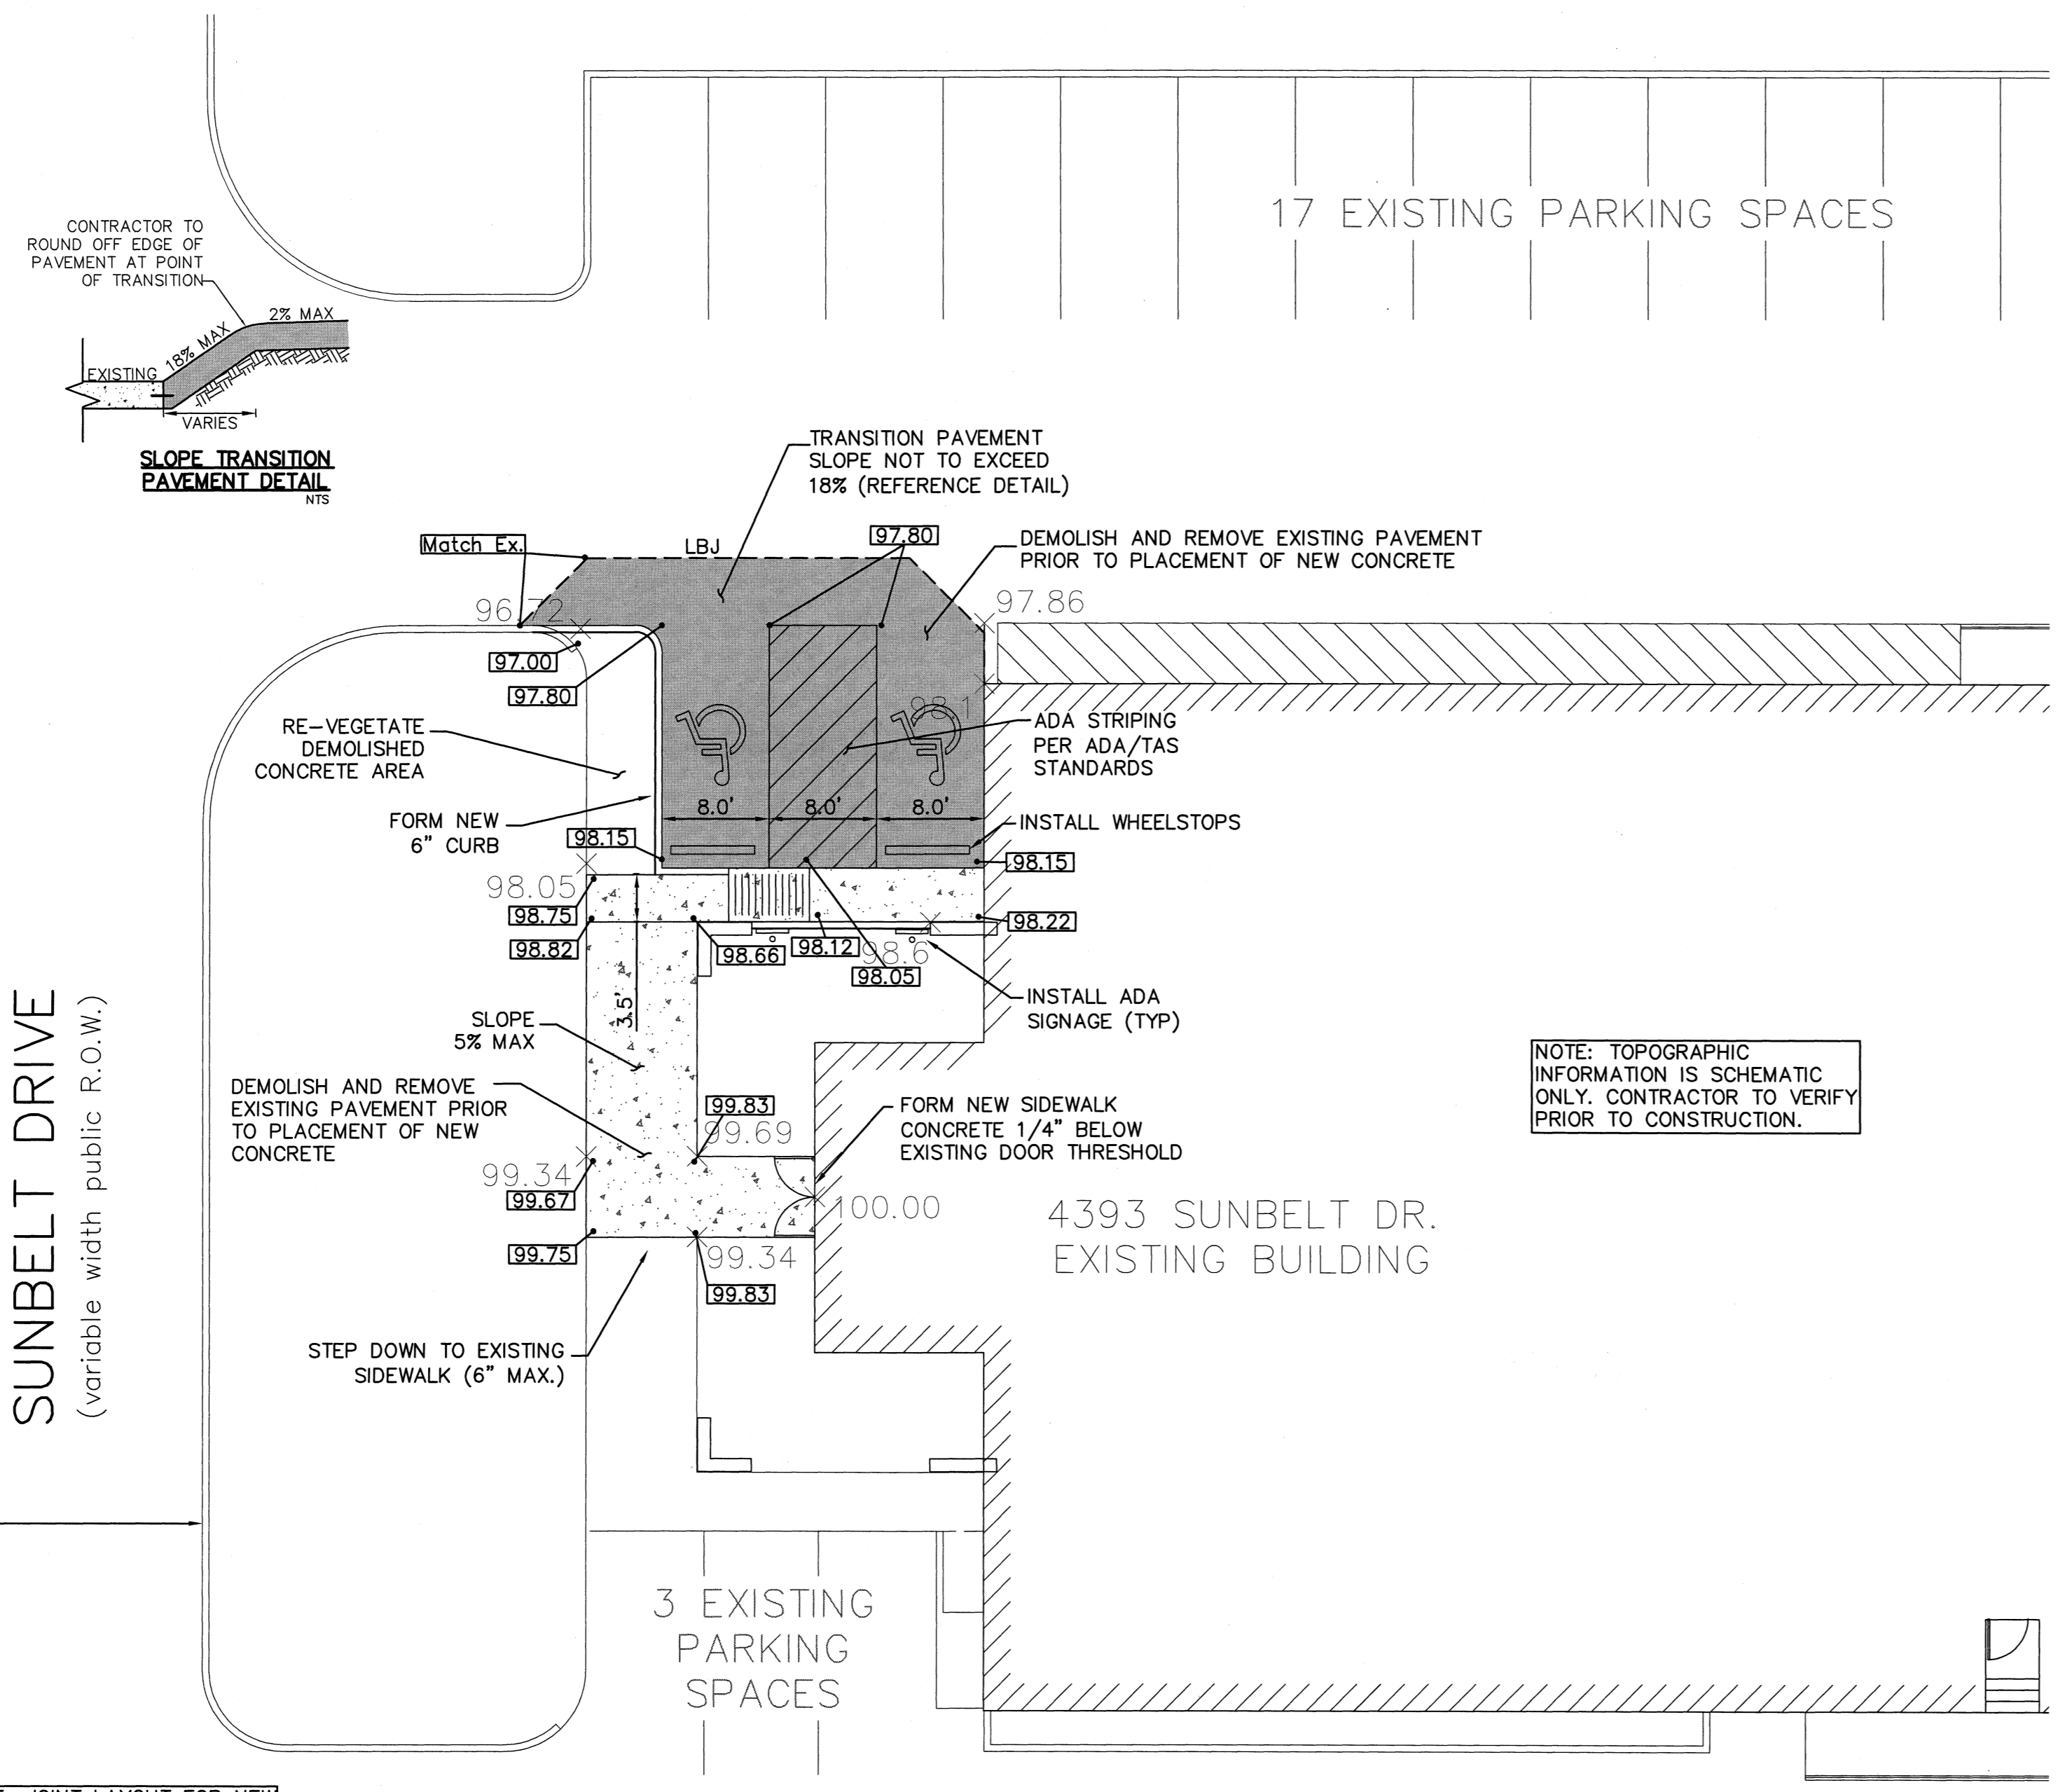 17 EXISTING PARKING SPACES
CONTRACTOR TO
ROUND OFF EDGE OF
PAVEMENT AT POINT
OF TRANSITION
2% MAX
18% MAX
EXISTING
VARIES
SLOPE TRANSITION
PAVEMENT DETAIL
NTS
TRANSITION PAVEMENT
SLOPE NOT TO EXCEED
18% (REFERENCE DETAIL)
Match Ex.
LBJ
97.80
DEMOLISH AND REMOVE EXISTING PAVEMENT
PRIOR TO PLACEMENT OF NEW CONCRETE
96.72
97.86
97.00
97.80
98.1
RE-VEGETATE
DEMOLISHED
CONCRETE AREA
ADA STRIPING
PER ADA/TAS
STANDARDS
8.0'
8.0'
8.0'
FORM NEW
6" CURB
INSTALL WHEELSTOPS
98.15
98.15
98.05
98.75
98.82
98.66
98.12
98.6
98.05
98.22
INSTALL ADA
SIGNAGE (TYP)
3.5'
SLOPE
5% MAX
SUNBELT DRIVE
(variable width public R.O.W.)
NOTE: TOPOGRAPHIC
INFORMATION IS SCHEMATIC
ONLY. CONTRACTOR TO VERIFY
PRIOR TO CONSTRUCTION.
DEMOLISH AND REMOVE
EXISTING PAVEMENT PRIOR
TO PLACEMENT OF NEW
CONCRETE
99.83
99.69
FORM NEW SIDEWALK
CONCRETE 1/4" BELOW
EXISTING DOOR THRESHOLD
99.34
99.67
100.00
4393 SUNBELT DR.
EXISTING BUILDING
99.75
99.34
99.83
STEP DOWN TO EXISTING
SIDEWALK (6" MAX.)
3 EXISTING
PARKING
SPACES
JOINT LAYOUT FOR NEW